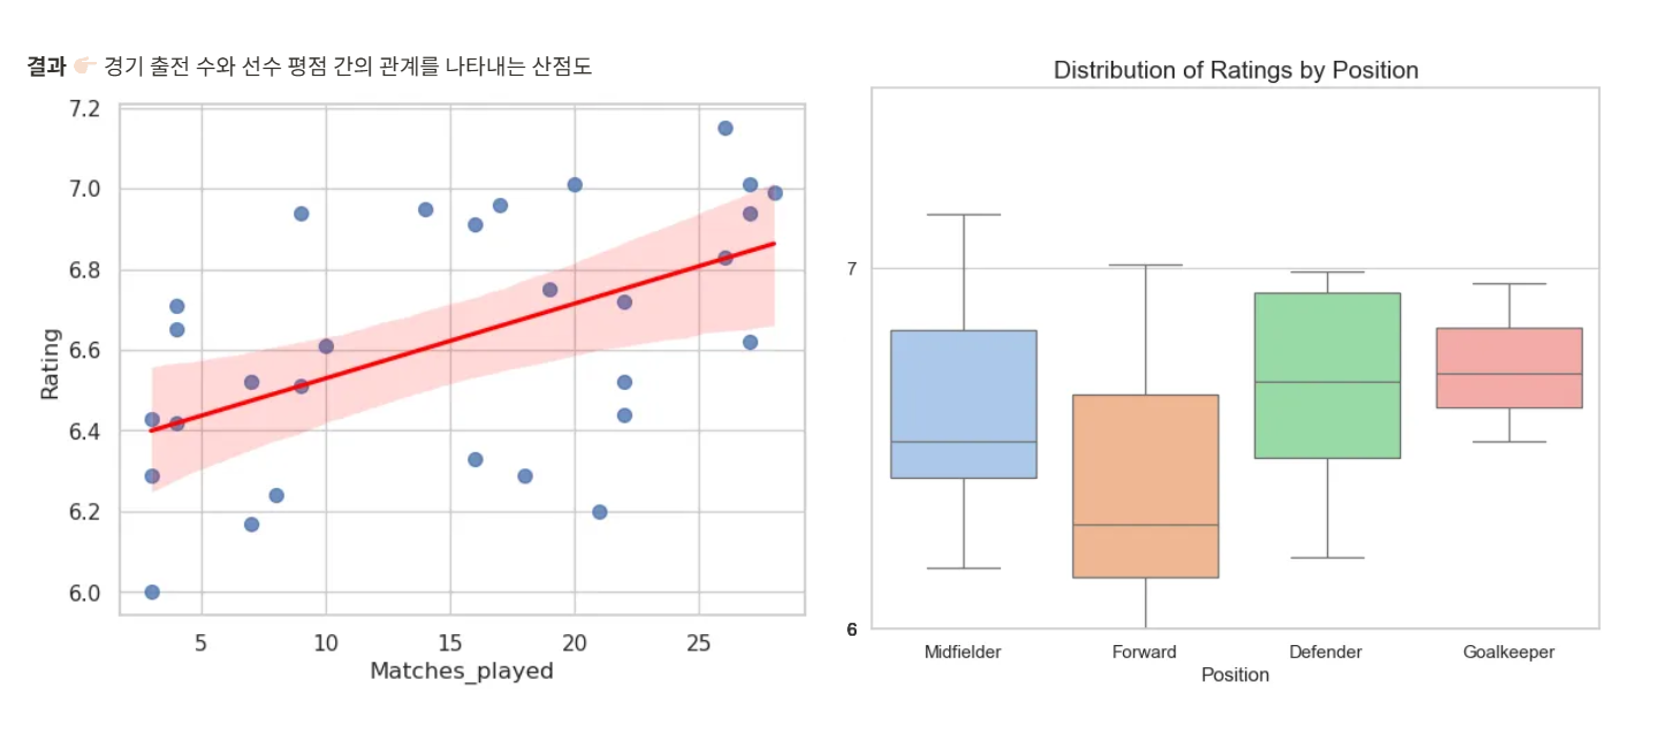 결과 👉🏻 경기 출전 수와 선수 평점 간의 관계를 나타내는 산점도
7.2
7.0
6.8
6.6
6.4
6.2
6.0
Rating
5 10 15 20 25
Matches_played
Distribution of Ratings by Position
7
6
Midfielder Forward Defender Goalkeeper
Position